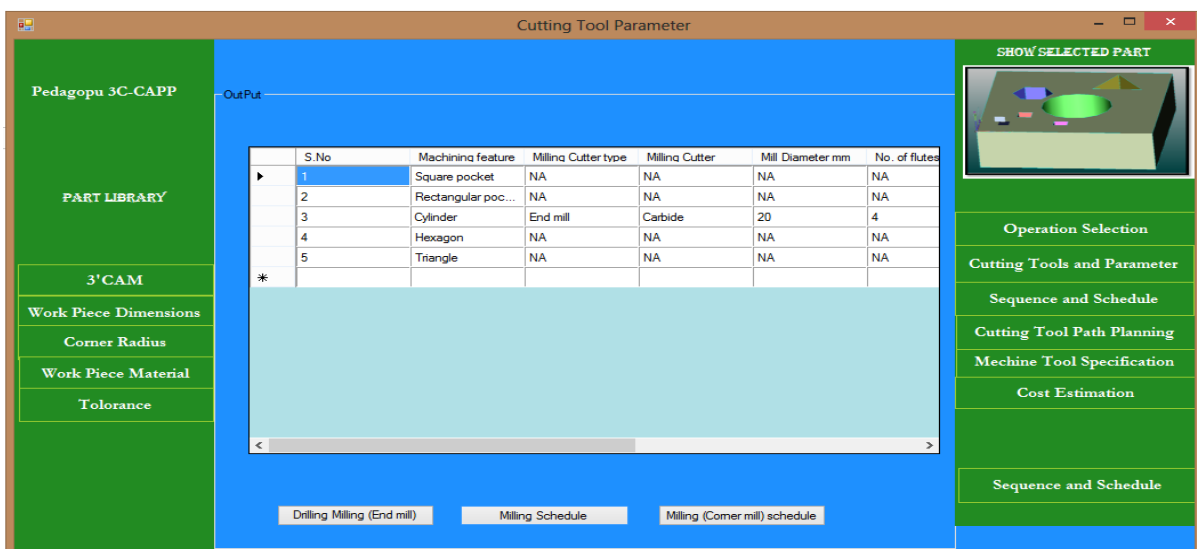 Cutting Tool Parameter
Pedagopu 3C-CAPP
PART LIBRARY
3'CAM
Work Piece Dimensions
Corner Radius
Work Piece Material
Tolorance
OutPut
S.No Machining feature Milling Cutter type Milling Cutter Mill Diameter mm No. of flutes
1 Square pocket NA NA NA NA
2 Rectangular poc... NA NA NA NA
3 Cylinder End mill Carbide 20 4
4 Hexagon NA NA NA NA
5 Triangle NA NA NA NA
Drilling Milling (End mill) Milling Schedule Milling (Corner mill) schedule
SHOW SELECTED PART
Operation Selection
Cutting Tools and Parameter
Sequence and Schedule
Cutting Tool Path Planning
Mechine Tool Specification
Cost Estimation
Sequence and Schedule